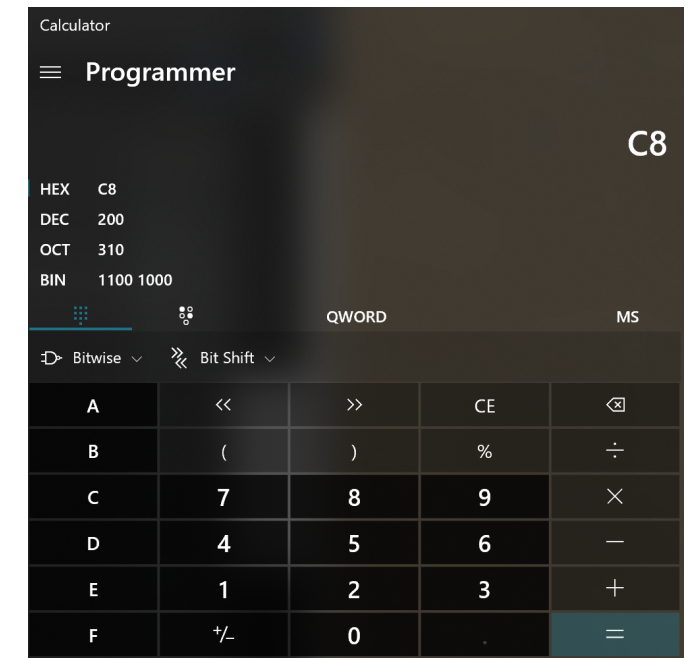 Calculator
Programmer
C8
HEX C8
DEC 200
OCT 310
BIN 1100 1000
QWORD MS
Bitwise Bit Shift
A << >> CE
B ( ) % ÷
C 7 8 9 ×
D 4 5 6 −
E 1 2 3 +
F +/− 0 . =